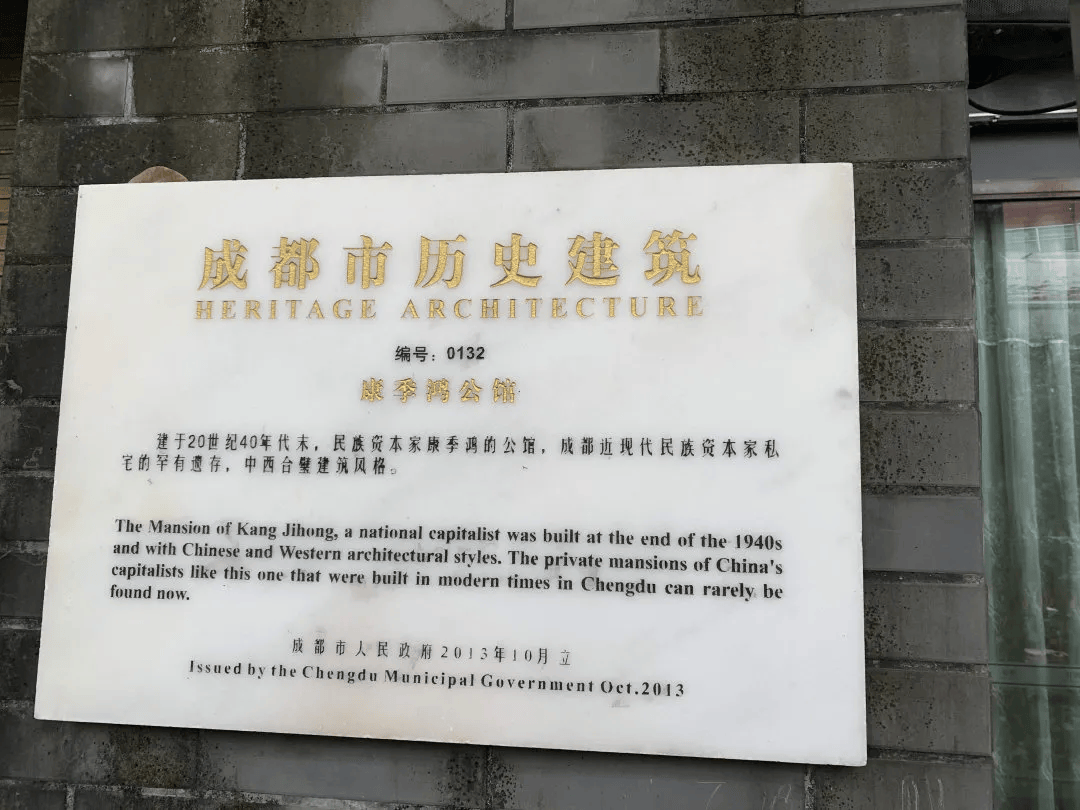 成都市历史建筑
HERITAGE ARCHITECTURE
编号：0132
康季鸿公馆
建于20世纪40年代末，民族资本家康季鸿的公馆，成都近现代民族资本家私
宅的罕有遗存，中西合璧建筑风格。
The Mansion of Kang Jihong, a national capitalist was built at the end of the 1940s
and with Chinese and Western architectural styles. The private mansions of China's
capitalists like this one that were built in modern times in Chengdu can rarely be
found now.
成都市人民政府2013年10月 立
Issued by the Chengdu Municipal Government Oct.2013